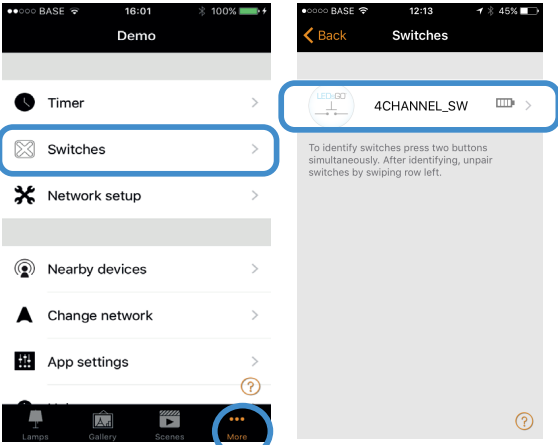 BASE 16:01 100%
Demo
Timer
Switches
Network setup
Nearby devices
Change network
App settings
?
Lamps Gallery Scenes More
BASE 12:13 45%
Back Switches
LEDinGO
4CHANNEL_SW
To identify switches press two buttons
simultaneously. After identifying, unpair
switches by swiping row left.
?